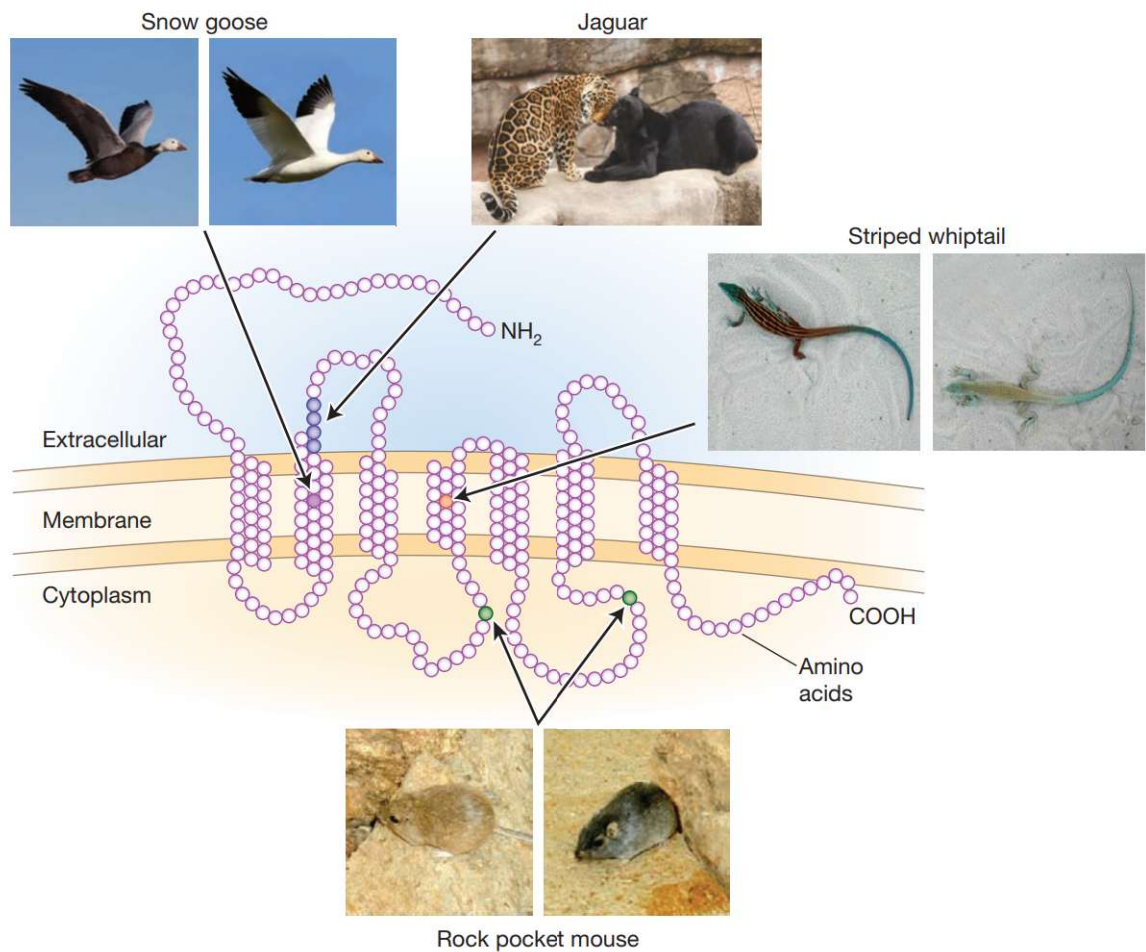 Snow goose
Jaguar
Striped whiptail
NH₂
Extracellular
Membrane
Cytoplasm
COOH
Amino
acids
Rock pocket mouse